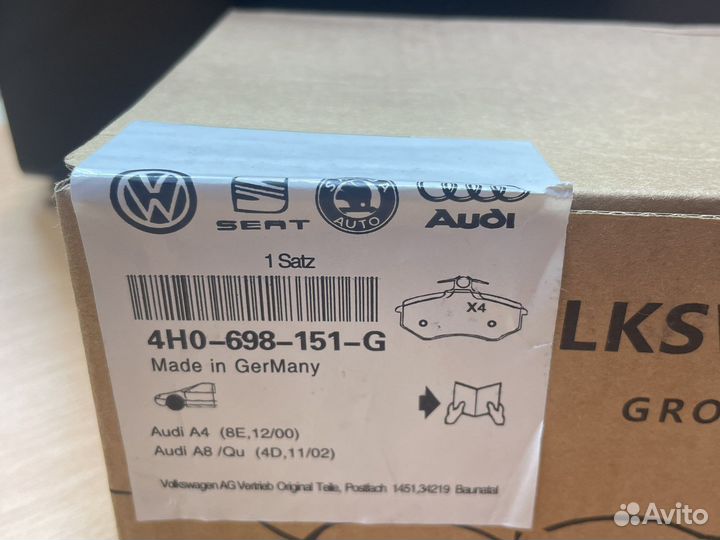 SEAT
AUTO
Audi
1 Satz
X4
4H0-698-151-G
Made in GerMany
Audi A4 (8E,12/00)
Audi A8 /Qu (4D,11/02)
Volkswagen AG Vertrieb Original Teile, Postfach 1451,34219 Baunatal
LKSW
GRO
Avito